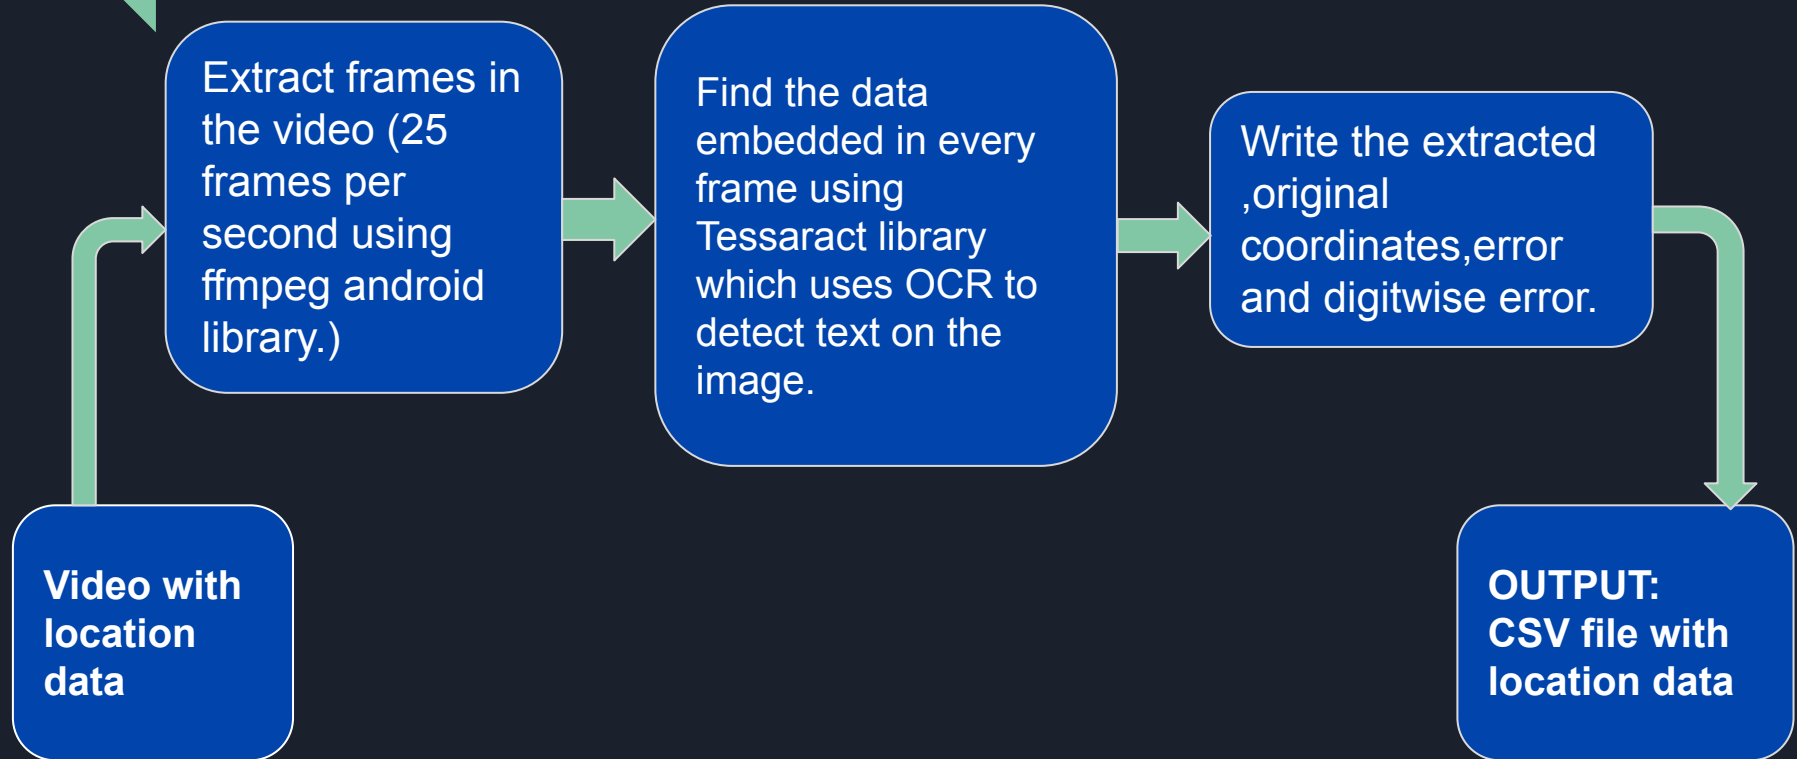 Extract frames in
the video (25
frames per
second using
ffmpeg android
library.)
Find the data
embedded in every
frame using
Tessaract library
which uses OCR to
detect text on the
image.
Write the extracted
,original
coordinates,error
and digitwise error.
Video with
location
data
OUTPUT:
CSV file with
location data